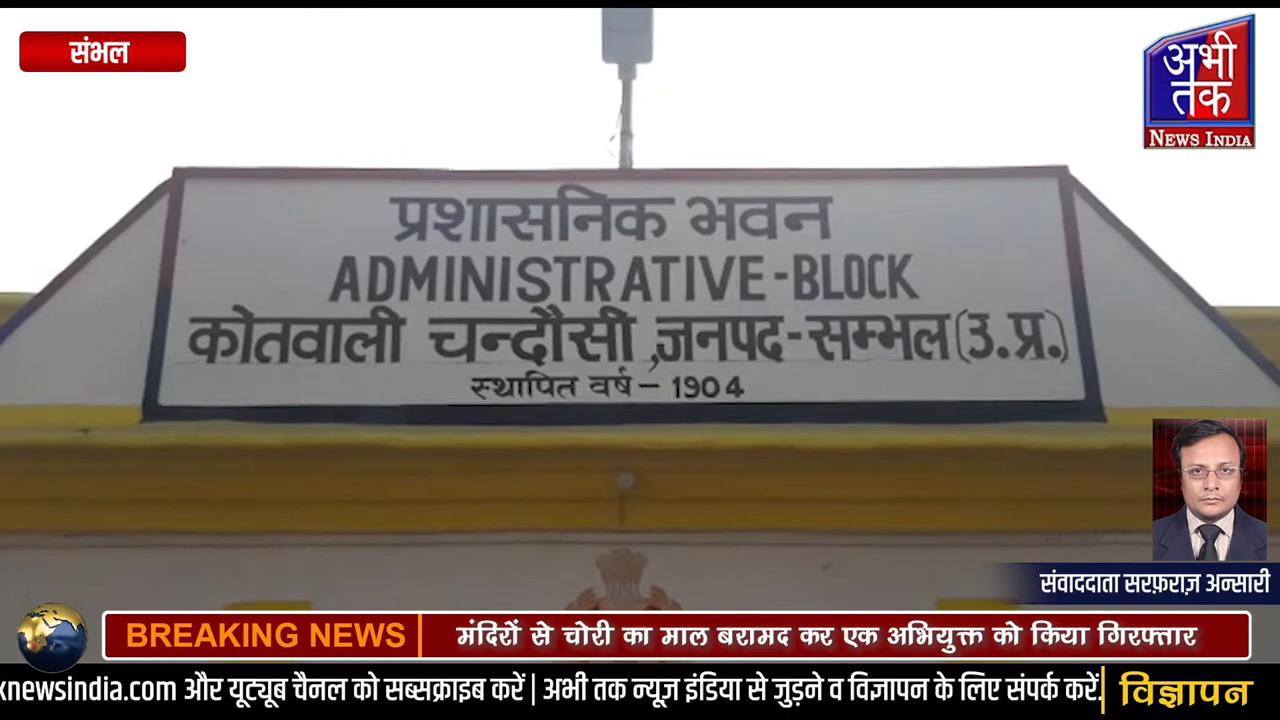 संभल
अभी
तक
NEWS INDIA
प्रशासनिक भवन
ADMINISTRATIVE-BLOCK
कोतवाली चन्दौसी,जनपद-सम्भल(उ.प्र.)
स्थापित वर्ष - 1904
संवाददाता सरफ़राज़ अन्सारी
BREAKING NEWS
मंदिरों से चोरी का माल बरामद कर एक अभियुक्त को किया गिरफ्तार
knewsindia.com और यूट्यूब चैनल को सब्सक्राइब करें | अभी तक न्यूज़ इंडिया से जुड़ने व विज्ञापन के लिए संपर्क करें.
विज्ञापन